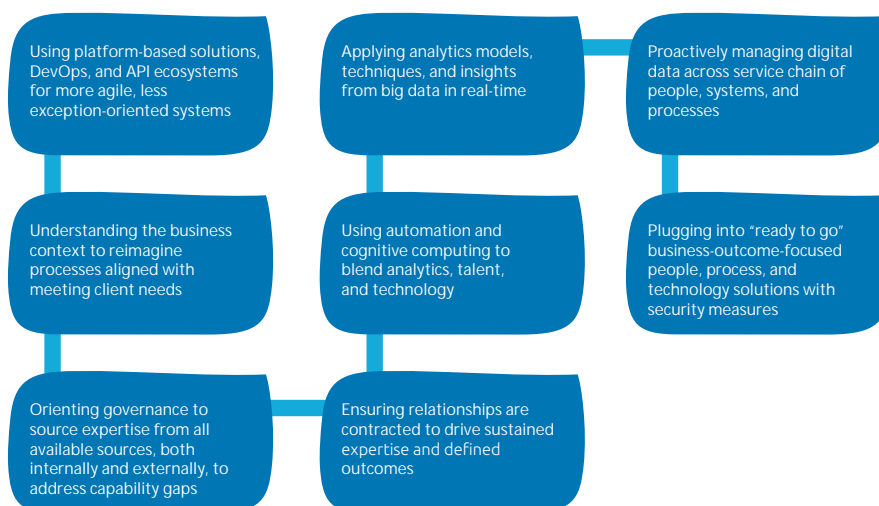 Using platform-based solutions,
DevOps, and API ecosystems
for more agile, less
exception-oriented systems
Understanding the business
context to reimagine
processes aligned with
meeting client needs
Orienting governance to
source expertise from all
available sources, both
internally and externally, to
address capability gaps
Ensuring relationships are
contracted to drive sustained
expertise and defined
outcomes
Using automation and
cognitive computing to
blend analytics, talent,
and technology
Applying analytics models,
techniques, and insights
from big data in real-time
Proactively managing digital
data across service chain of
people, systems, and
processes
Plugging into “ready to go”
business-outcome-focused
people, process, and
technology solutions with
security measures